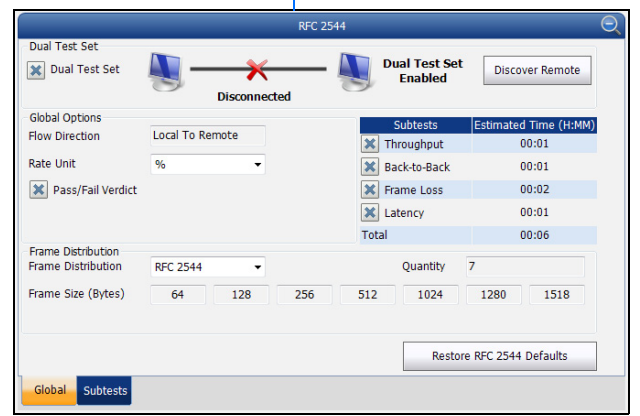 RFC 2544
Dual Test Set
Dual Test Set
Disconnected
Dual Test Set
Enabled
Discover Remote
Global Options
Flow Direction Local To Remote
Rate Unit %
Pass/Fail Verdict
Subtests Estimated Time (H:MM)
Throughput 00:01
Back-to-Back 00:01
Frame Loss 00:02
Latency 00:01
Total 00:06
Frame Distribution
Frame Distribution RFC 2544 Quantity 7
Frame Size (Bytes) 64 128 256 512 1024 1280 1518
Restore RFC 2544 Defaults
Global Subtests